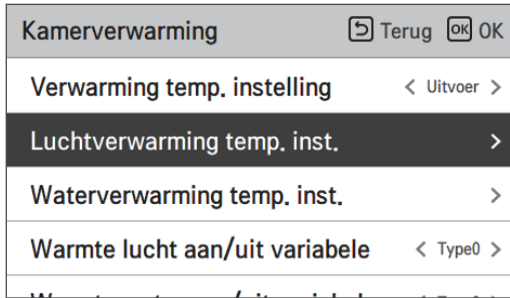 Kamerverwarming Terug OK OK
Verwarming temp. instelling < Uitvoer >
Luchtverwarming temp. inst. >
Waterverwarming temp. inst. >
Warmte lucht aan/uit variabele < Type0 >